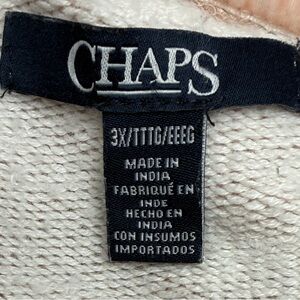 CHAPS
3X/TTTG/EEEG
MADE IN
INDIA
FABRIQUÉ EN
INDE
HECHO EN
INDIA
CON INSUMOS
IMPORTADOS